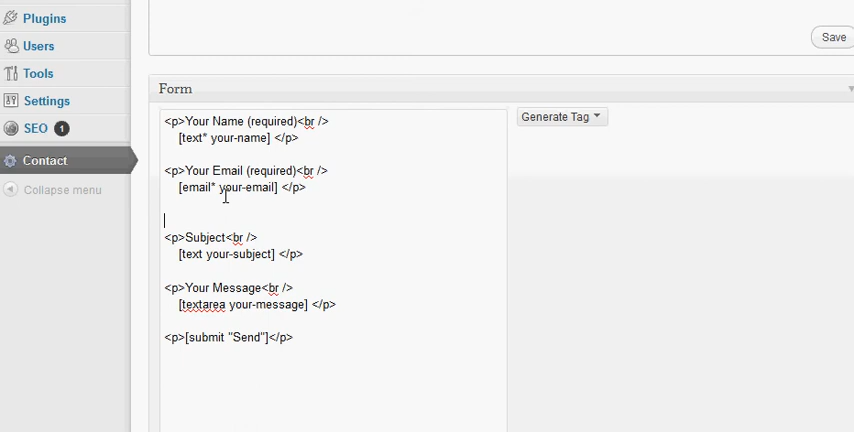 Plugins
Users
Tools
Settings
SEO 1
Contact
Collapse menu
Save
Form
Generate Tag
<p>Your Name (required)<br />
[text* your-name] </p>
<p>Your Email (required)<br />
[email* your-email] </p>
<p>Subject<br />
[text your-subject] </p>
<p>Your Message<br />
[textarea your-message] </p>
<p>[submit "Send"]</p>